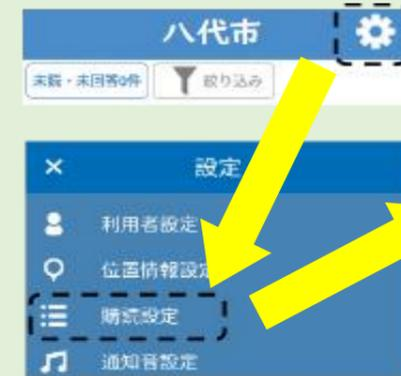 八代市
未読・未回答0件
絞り込み
× 設定
利用者設定
位置情報設定
購読設定
通知音設定